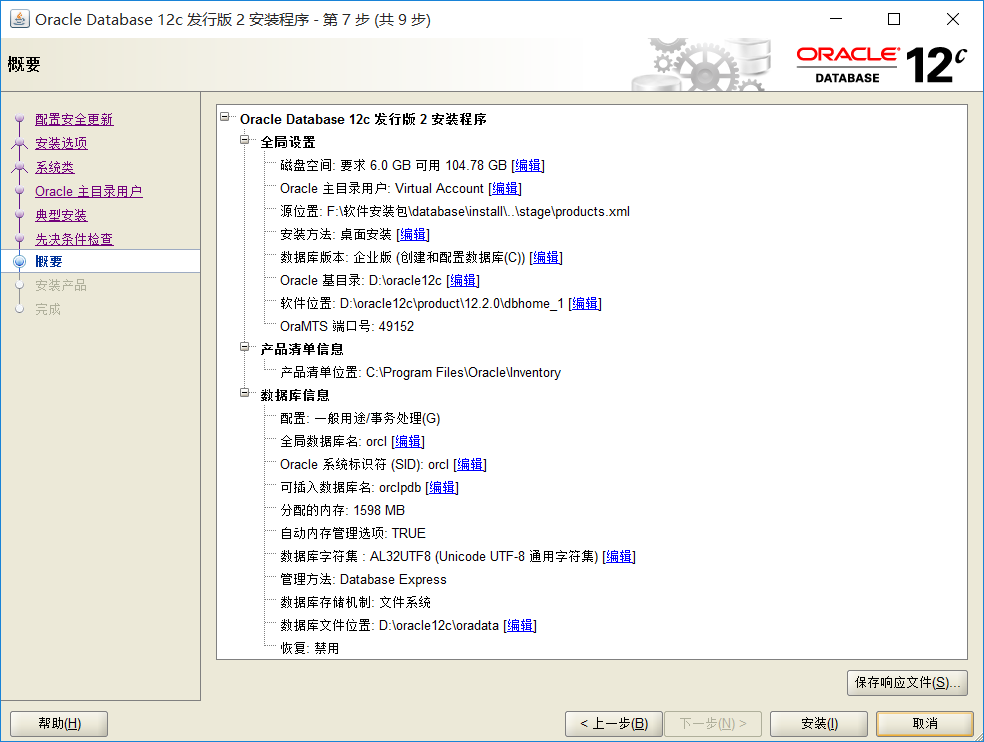 Oracle Database 12c 发行版 2 安装程序 - 第 7 步 (共 9 步)
概要
ORACLE®
DATABASE
12c
配置安全更新
安装选项
系统类
Oracle 主目录用户
典型安装
先决条件检查
概要
安装产品
完成
Oracle Database 12c 发行版 2 安装程序
全局设置
磁盘空间: 要求 6.0 GB 可用 104.78 GB [编辑]
Oracle 主目录用户: Virtual Account [编辑]
源位置: F:\软件安装包\database\install\..\stage\products.xml
安装方法: 桌面安装 [编辑]
数据库版本: 企业版 (创建和配置数据库(C)) [编辑]
Oracle 基目录: D:\oracle12c [编辑]
软件位置: D:\oracle12c\product\12.2.0\dbhome_1 [编辑]
OraMTS 端口号: 49152
产品清单信息
产品清单位置: C:\Program Files\Oracle\Inventory
数据库信息
配置: 一般用途/事务处理(G)
全局数据库名: orcl [编辑]
Oracle 系统标识符 (SID): orcl [编辑]
可插入数据库名: orclpdb [编辑]
分配的内存: 1598 MB
自动内存管理选项: TRUE
数据库字符集 : AL32UTF8 (Unicode UTF-8 通用字符集) [编辑]
管理方法: Database Express
数据库存储机制: 文件系统
数据库文件位置: D:\oracle12c\oradata [编辑]
恢复: 禁用
保存响应文件(S)...
帮助(H)
< 上一步(B)
下一步(N) >
安装(I)
取消